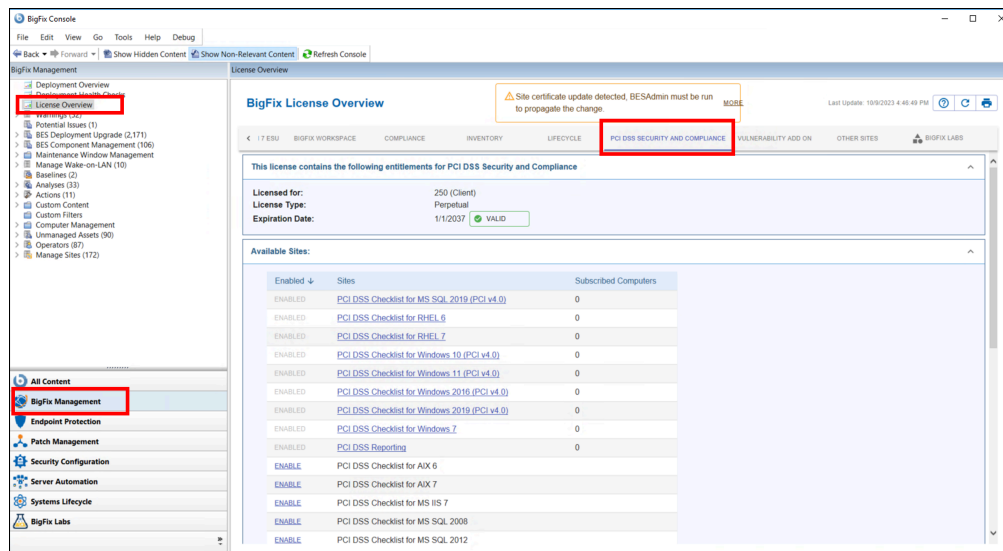 BigFix Console
File Edit View Go Tools Help Debug
Back Forward Show Hidden Content Show Non-Relevant Content Refresh Console
BigFix Management
Deployment Overview
Deployment Health Checks
License Overview
Warnings (52)
Potential Issues (1)
BES Deployment Upgrade (2,171)
BES Component Management (106)
Maintenance Window Management
Manage Wake-on-LAN (10)
Baselines (2)
Analyses (33)
Actions (11)
Custom Content
Custom Filters
Computer Management
Unmanaged Assets (90)
Operators (87)
Manage Sites (172)
All Content
BigFix Management
Endpoint Protection
Patch Management
Security Configuration
Server Automation
Systems Lifecycle
BigFix Labs
License Overview
BigFix License Overview
Site certificate update detected, BESAdmin must be run
to propagate the change.
MORE
Last Update: 10/9/2023 4:46:49 PM
7 ESU BIGFIX WORKSPACE COMPLIANCE INVENTORY LIFECYCLE PCI DSS SECURITY AND COMPLIANCE VULNERABILITY ADD ON OTHER SITES BIGFIX LABS
This license contains the following entitlements for PCI DSS Security and Compliance
Licensed for: 250 (Client)
License Type: Perpetual
Expiration Date: 1/1/2037 VALID
Available Sites:
Enabled ↓ Sites Subscribed Computers
ENABLED PCI DSS Checklist for MS SQL 2019 (PCI v4.0) 0
ENABLED PCI DSS Checklist for RHEL 6 0
ENABLED PCI DSS Checklist for RHEL 7 0
ENABLED PCI DSS Checklist for Windows 10 (PCI v4.0) 0
ENABLED PCI DSS Checklist for Windows 11 (PCI v4.0) 0
ENABLED PCI DSS Checklist for Windows 2016 (PCI v4.0) 0
ENABLED PCI DSS Checklist for Windows 2019 (PCI v4.0) 0
ENABLED PCI DSS Checklist for Windows 7 0
ENABLED PCI DSS Reporting 0
ENABLE PCI DSS Checklist for AIX 6
ENABLE PCI DSS Checklist for AIX 7
ENABLE PCI DSS Checklist for MS IIS 7
ENABLE PCI DSS Checklist for MS SQL 2008
ENABLE PCI DSS Checklist for MS SQL 2012